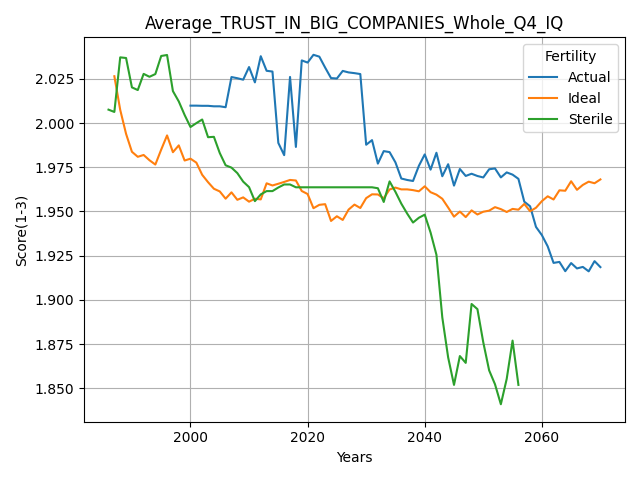 Average_TRUST_IN_BIG_COMPANIES_Whole_Q4_IQ
Fertility
Actual
Ideal
Sterile
Score(1-3)
2.025
2.000
1.975
1.950
1.925
1.900
1.875
1.850
2000
2020
2040
2060
Years